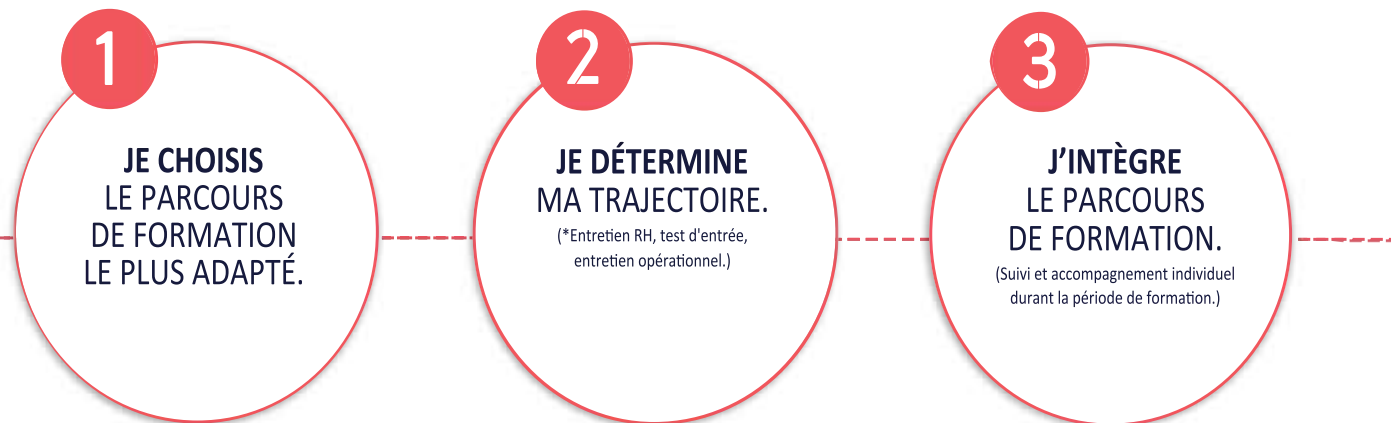 1
JE CHOISIS
LE PARCOURS
DE FORMATION
LE PLUS ADAPTÉ.
2
JE DÉTERMINE
MA TRAJECTOIRE.
(*Entretien RH, test d'entrée,
entretien opérationnel.)
3
J’INTÈGRE
LE PARCOURS
DE FORMATION.
(Suivi et accompagnement individuel
durant la période de formation.)